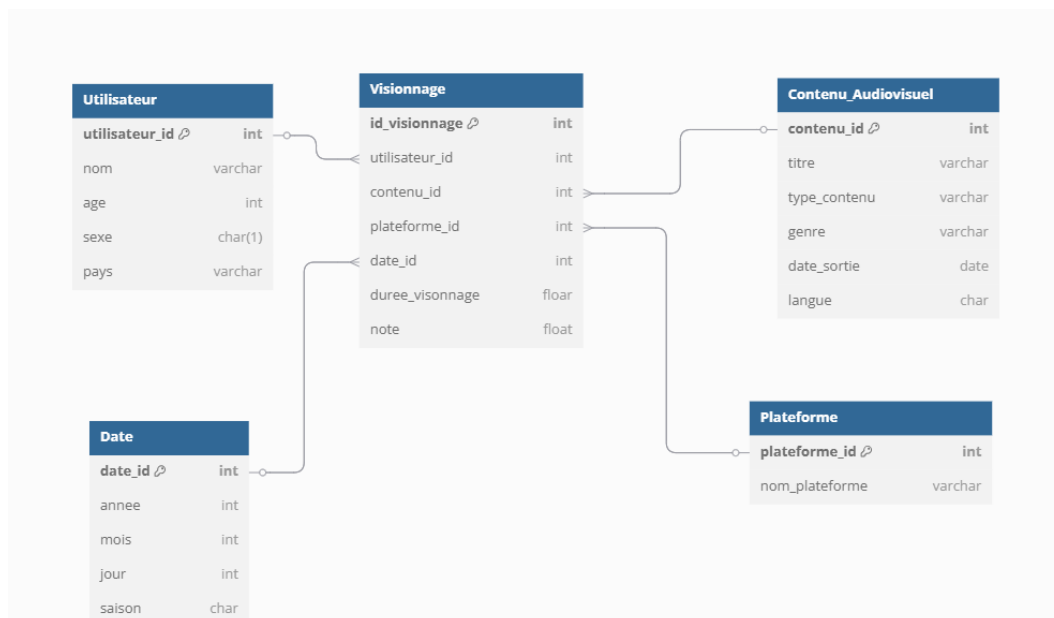 Utilisateur
utilisateur_id int
nom varchar
age int
sexe char(1)
pays varchar
Visionnage
id_visionnage int
utilisateur_id int
contenu_id int
plateforme_id int
date_id int
duree_visonnage floar
note float
Contenu_Audiovisuel
contenu_id int
titre varchar
type_contenu varchar
genre varchar
date_sortie date
langue char
Date
date_id int
annee int
mois int
jour int
saison char
Plateforme
plateforme_id int
nom_plateforme varchar